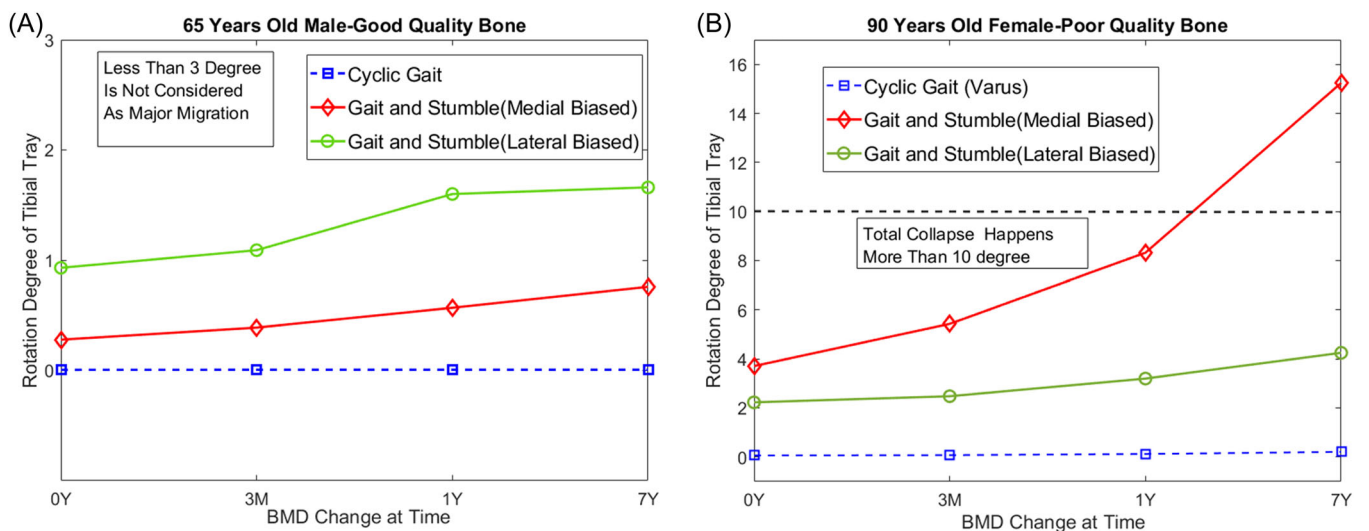 (A)
65 Years Old Male-Good Quality Bone
3
2
1
0
Rotation Degree of Tibial Tray
Less Than 3 Degree
Is Not Considered
As Major Migration
Cyclic Gait
Gait and Stumble(Medial Biased)
Gait and Stumble(Lateral Biased)
0Y 3M 1Y 7Y
BMD Change at Time
(B)
90 Years Old Female-Poor Quality Bone
16
14
12
10
8
6
4
2
0
Rotation Degree of Tibial Tray
Cyclic Gait (Varus)
Gait and Stumble(Medial Biased)
Gait and Stumble(Lateral Biased)
Total Collapse Happens
More Than 10 degree
0Y 3M 1Y 7Y
BMD Change at Time